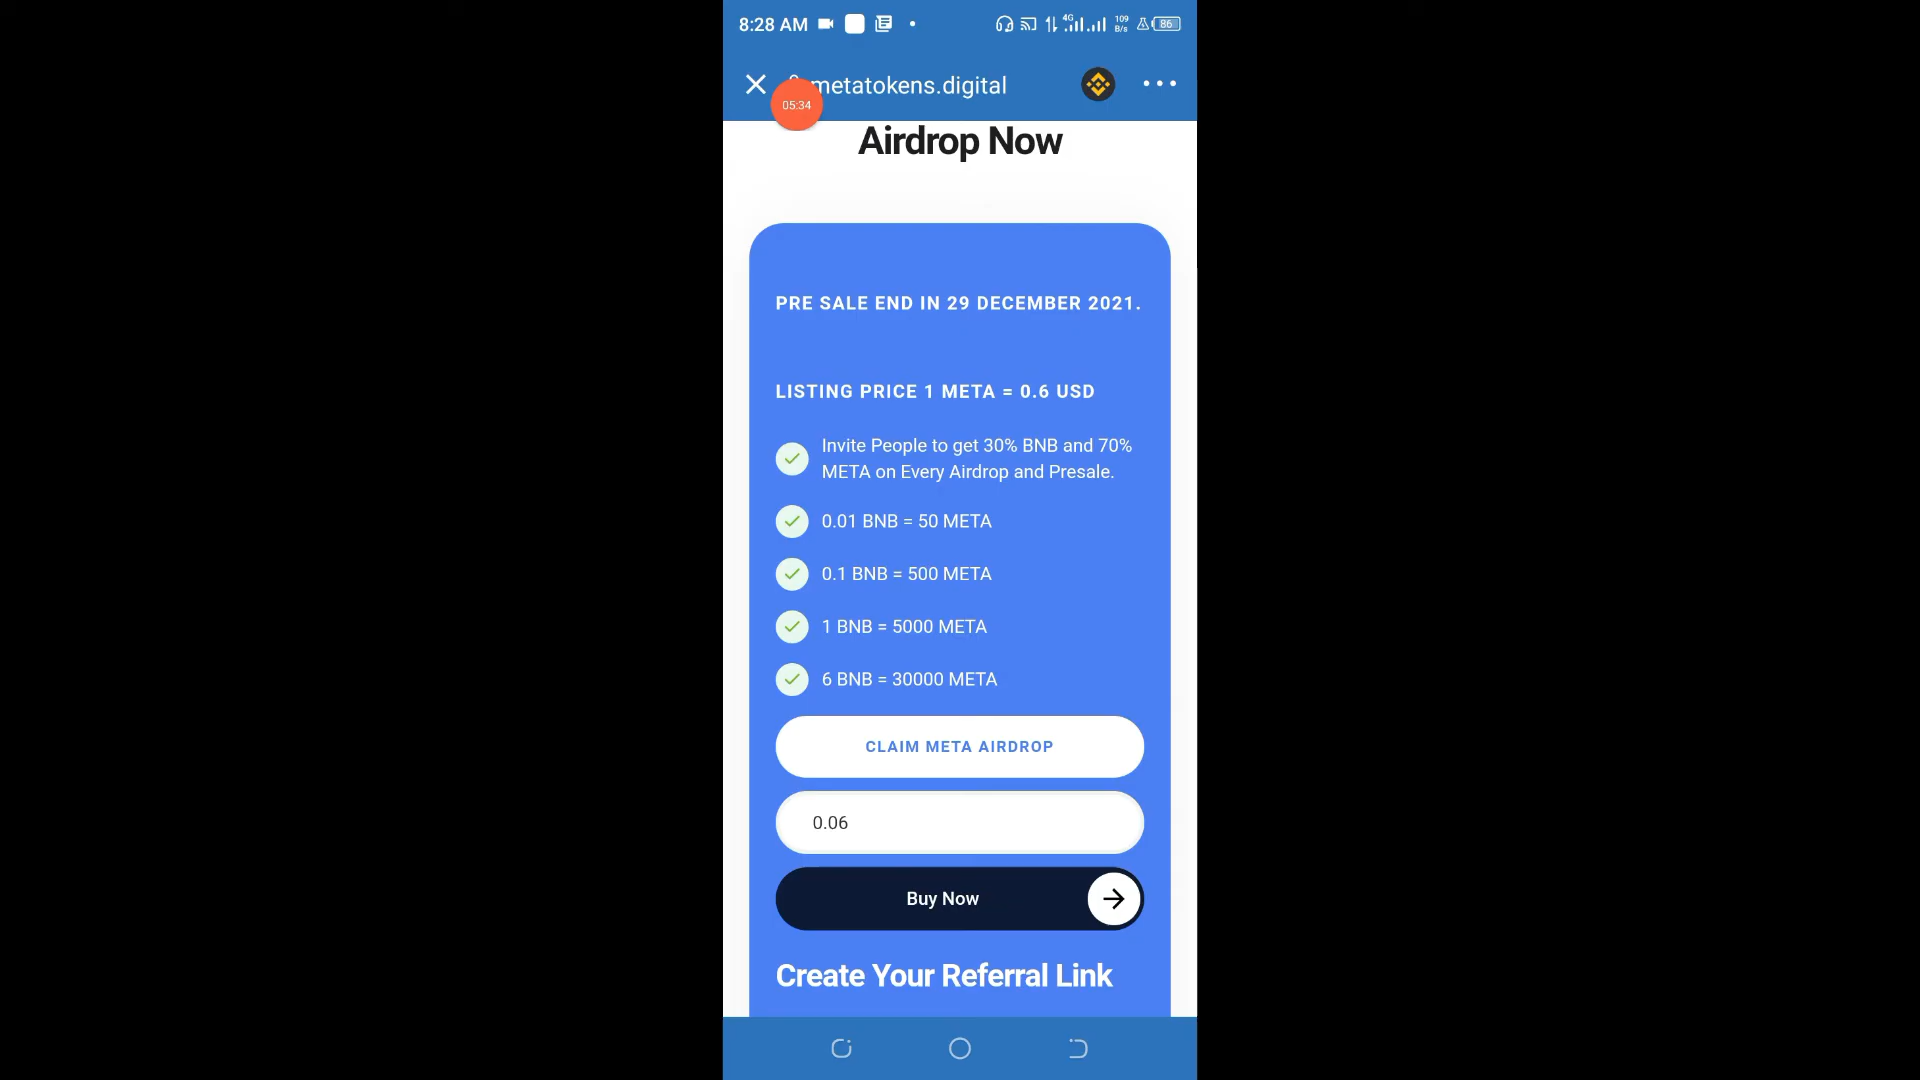 8:28 AM
4G
109
B/s
86
metatokens.digital
05:34
Airdrop Now
PRE SALE END IN 29 DECEMBER 2021.
LISTING PRICE 1 META = 0.6 USD
Invite People to get 30% BNB and 70%
META on Every Airdrop and Presale.
0.01 BNB = 50 META
0.1 BNB = 500 META
1 BNB = 5000 META
6 BNB = 30000 META
CLAIM META AIRDROP
0.06
Buy Now
Create Your Referral Link